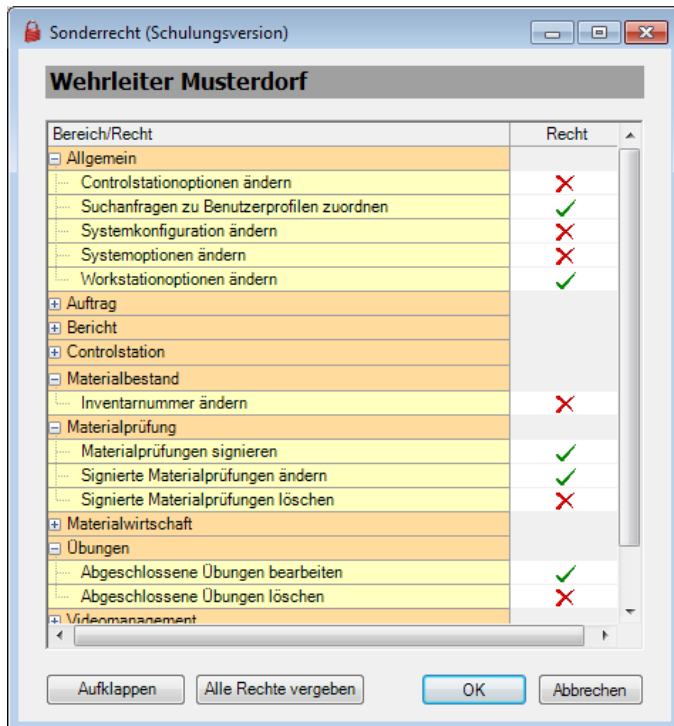 Sonderrecht (Schulungsversion)
Wehrleiter Musterdorf
Bereich/Recht Recht
Allgemein
Controlstationoptionen ändern
Suchanfragen zu Benutzerprofilen zuordnen
Systemkonfiguration ändern
Systemoptionen ändern
Workstationoptionen ändern
Auftrag
Bericht
Controlstation
Materialbestand
Inventarnummer ändern
Materialprüfung
Materialprüfungen signieren
Signierte Materialprüfungen ändern
Signierte Materialprüfungen löschen
Materialwirtschaft
Übungen
Abgeschlossene Übungen bearbeiten
Abgeschlossene Übungen löschen
Videomanagement
Aufklappen Alle Rechte vergeben OK Abbrechen